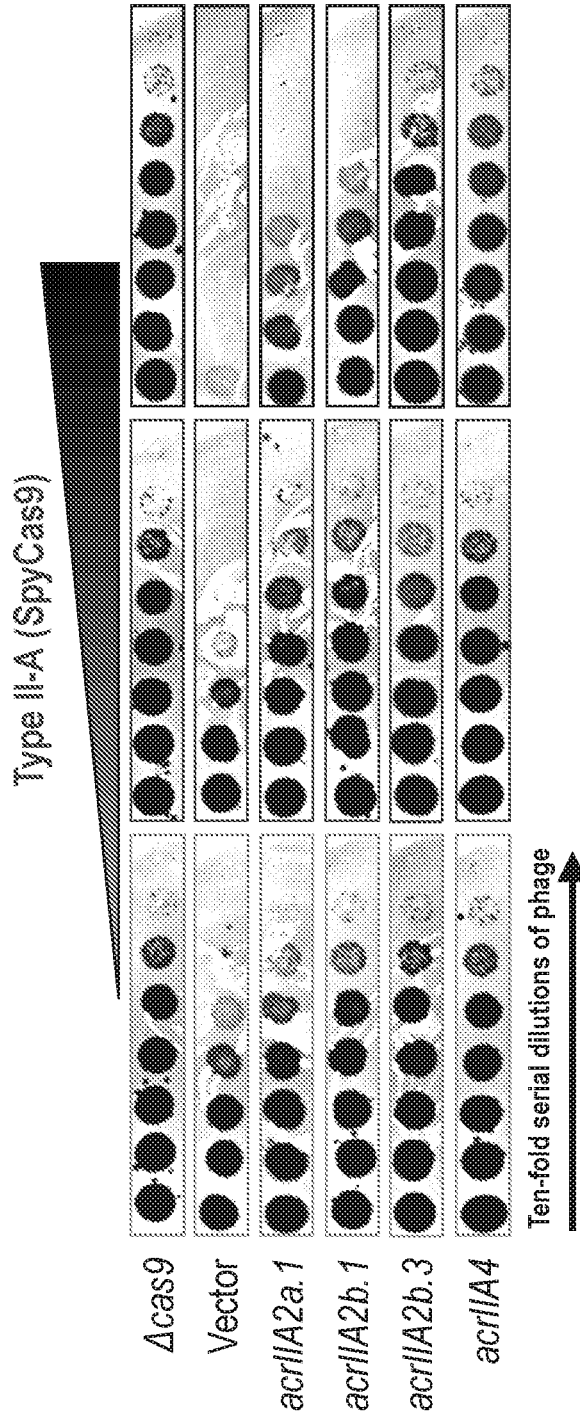 Type II-A (SpyCas9)
Δcas9
Vector
acrIIA2a.1
acrIIA2b.1
acrIIA2b.3
acrIIA4
Ten-fold serial dilutions of phage